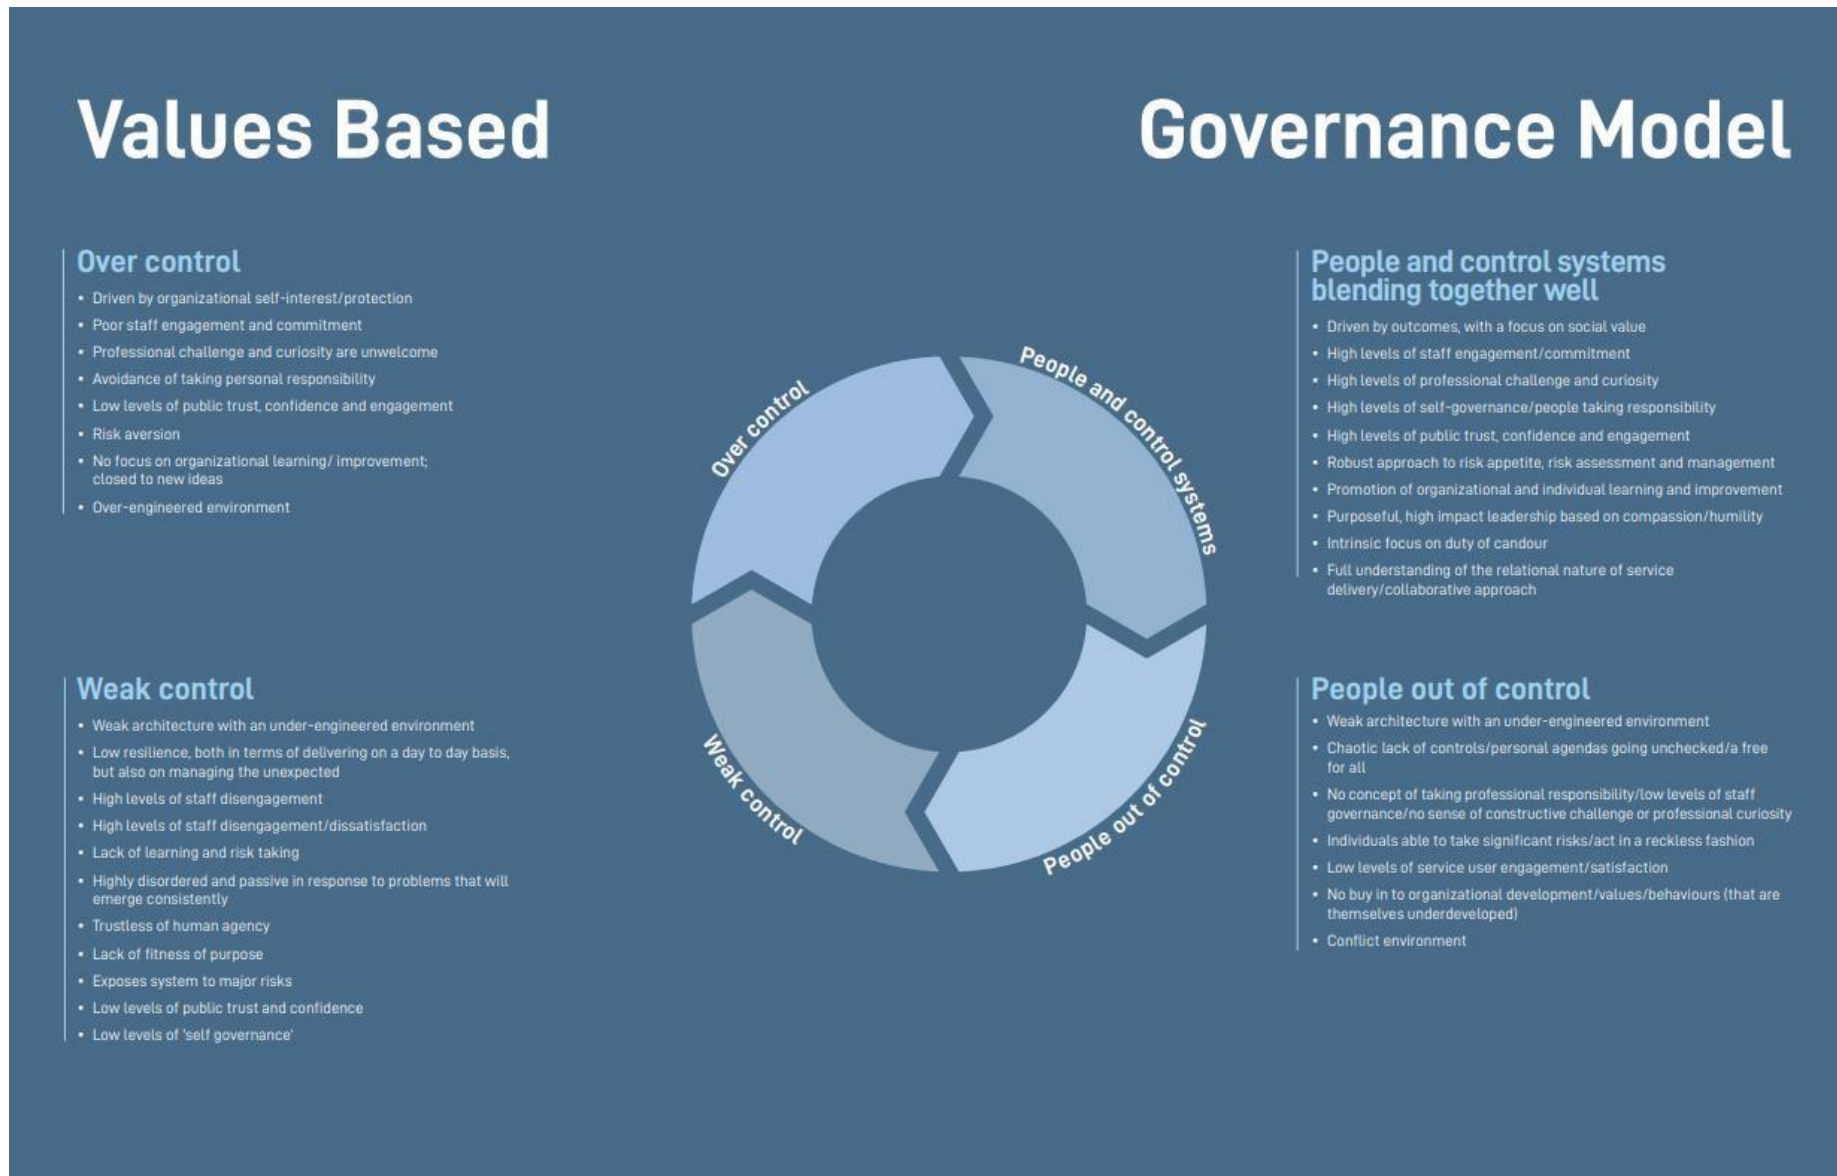 Values Based
Governance Model
Over control
• Driven by organizational self-interest/protection
• Poor staff engagement and commitment
• Professional challenge and curiosity are unwelcome
• Avoidance of taking personal responsibility
• Low levels of public trust, confidence and engagement
• Risk aversion
• No focus on organizational learning/ improvement;
closed to new ideas
• Over-engineered environment
Weak control
• Weak architecture with an under-engineered environment
• Low resilience, both in terms of delivering on a day to day basis,
but also on managing the unexpected
• High levels of staff disengagement
• High levels of staff disengagement/dissatisfaction
• Lack of learning and risk taking
• Highly disordered and passive in response to problems that will
emerge consistently
• Trustless of human agency
• Lack of fitness of purpose
• Exposes system to major risks
• Low levels of public trust and confidence
• Low levels of 'self governance'
Over control
People and control systems
Weak control
People out of control
People and control systems
blending together well
• Driven by outcomes, with a focus on social value
• High levels of staff engagement/commitment
• High levels of professional challenge and curiosity
• High levels of self-governance/people taking responsibility
• High levels of public trust, confidence and engagement
• Robust approach to risk appetite, risk assessment and management
• Promotion of organizational and individual learning and improvement
• Purposeful, high impact leadership based on compassion/humility
• Intrinsic focus on duty of candour
• Full understanding of the relational nature of service
delivery/collaborative approach
People out of control
• Weak architecture with an under-engineered environment
• Chaotic lack of controls/personal agendas going unchecked/a free
for all
• No concept of taking professional responsibility/low levels of staff
governance/no sense of constructive challenge or professional curiosity
• Individuals able to take significant risks/act in a reckless fashion
• Low levels of service user engagement/satisfaction
• No buy in to organizational development/values/behaviours (that are
themselves underdeveloped)
• Conflict environment